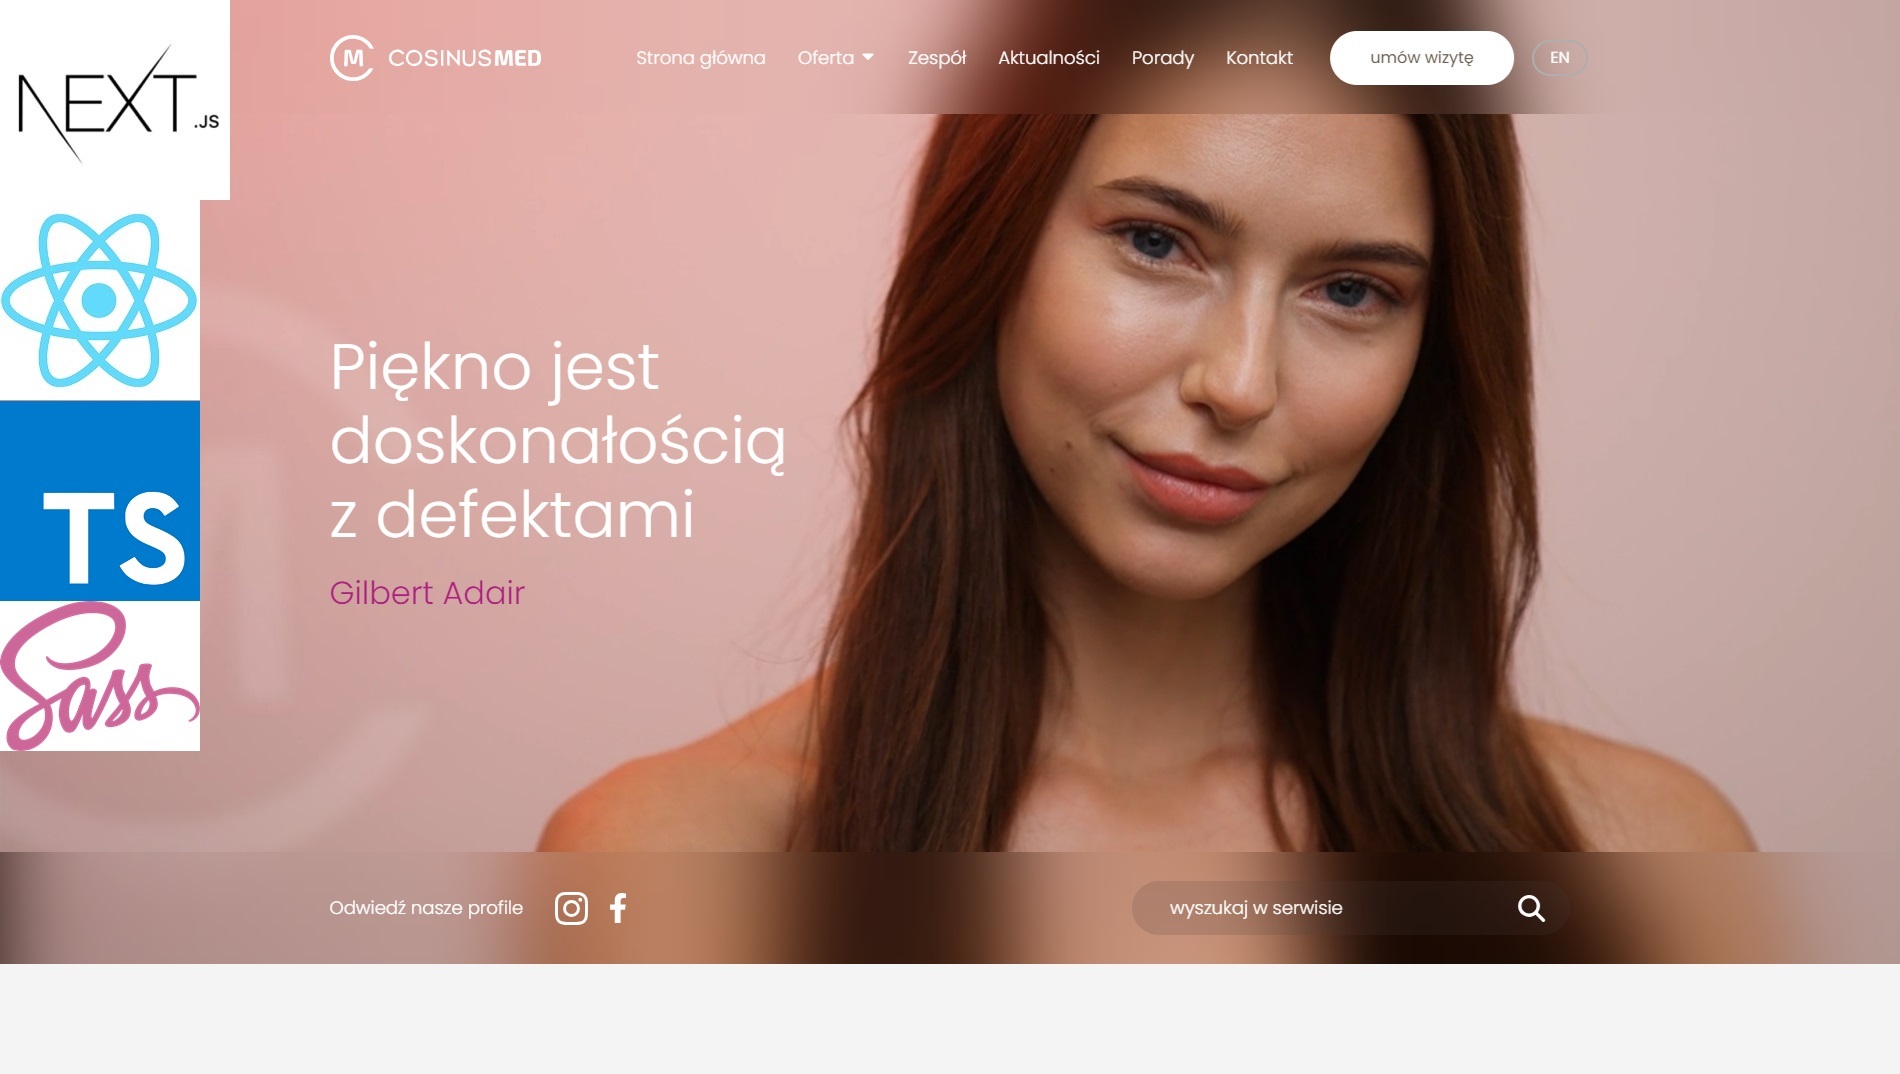 NEXT.JS
TS
Sass
M COSINUSMED
Strona główna Oferta Zespół Aktualności Porady Kontakt umów wizytę EN
Piękno jest
doskonałością
z defektami
Gilbert Adair
Odwiedź nasze profile
wyszukaj w serwisie